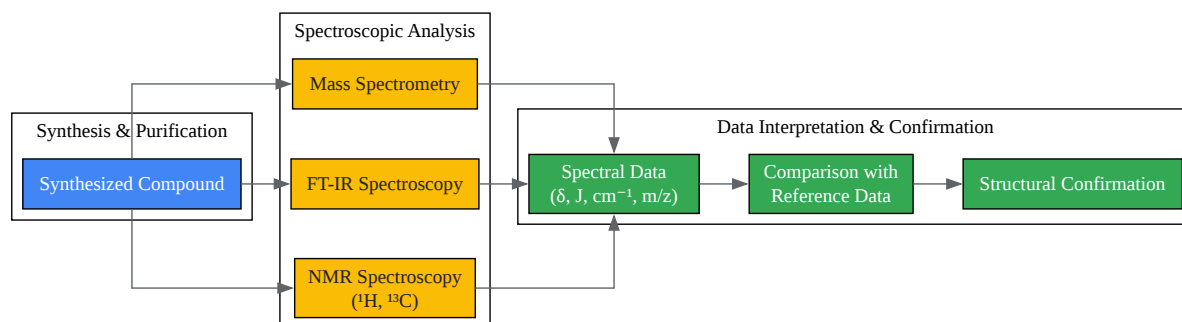 Spectroscopic Analysis
Mass Spectrometry
Synthesis & Purification
Synthesized Compound
FT-IR Spectroscopy
NMR Spectroscopy
(¹H, ¹³C)
Data Interpretation & Confirmation
Spectral Data
(δ, J, cm⁻¹, m/z)
Comparison with
Reference Data
Structural Confirmation